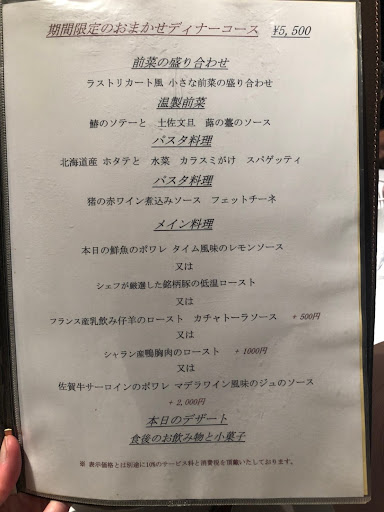 期間限定のおまかせディナーコース ¥5,500
前菜の盛り合わせ
ラストリカート風 小さな前菜の盛り合わせ
温製前菜
鰆のソテーと 土佐文旦 蕗の薹のソース
パスタ料理
北海道産 ホタテと 水菜 カラスミがけ スパゲッティ
パスタ料理
猪の赤ワイン煮込みソース フェットチーネ
メイン料理
本日の鮮魚のポワレ タイム風味のレモンソース
又は
シェフが厳選した銘柄豚の低温ロースト
又は
フランス産乳飲み仔羊のロースト カチャトーラソース +500円
又は
シャラン産鴨胸肉のロースト +1000円
又は
佐賀牛サーロインのポワレ マデラワイン風味のジュのソース
+2,000円
本日のデザート
食後のお飲み物と小菓子
※ 表示価格とは別途に10%のサービス料と消費税を頂戴いたしております。